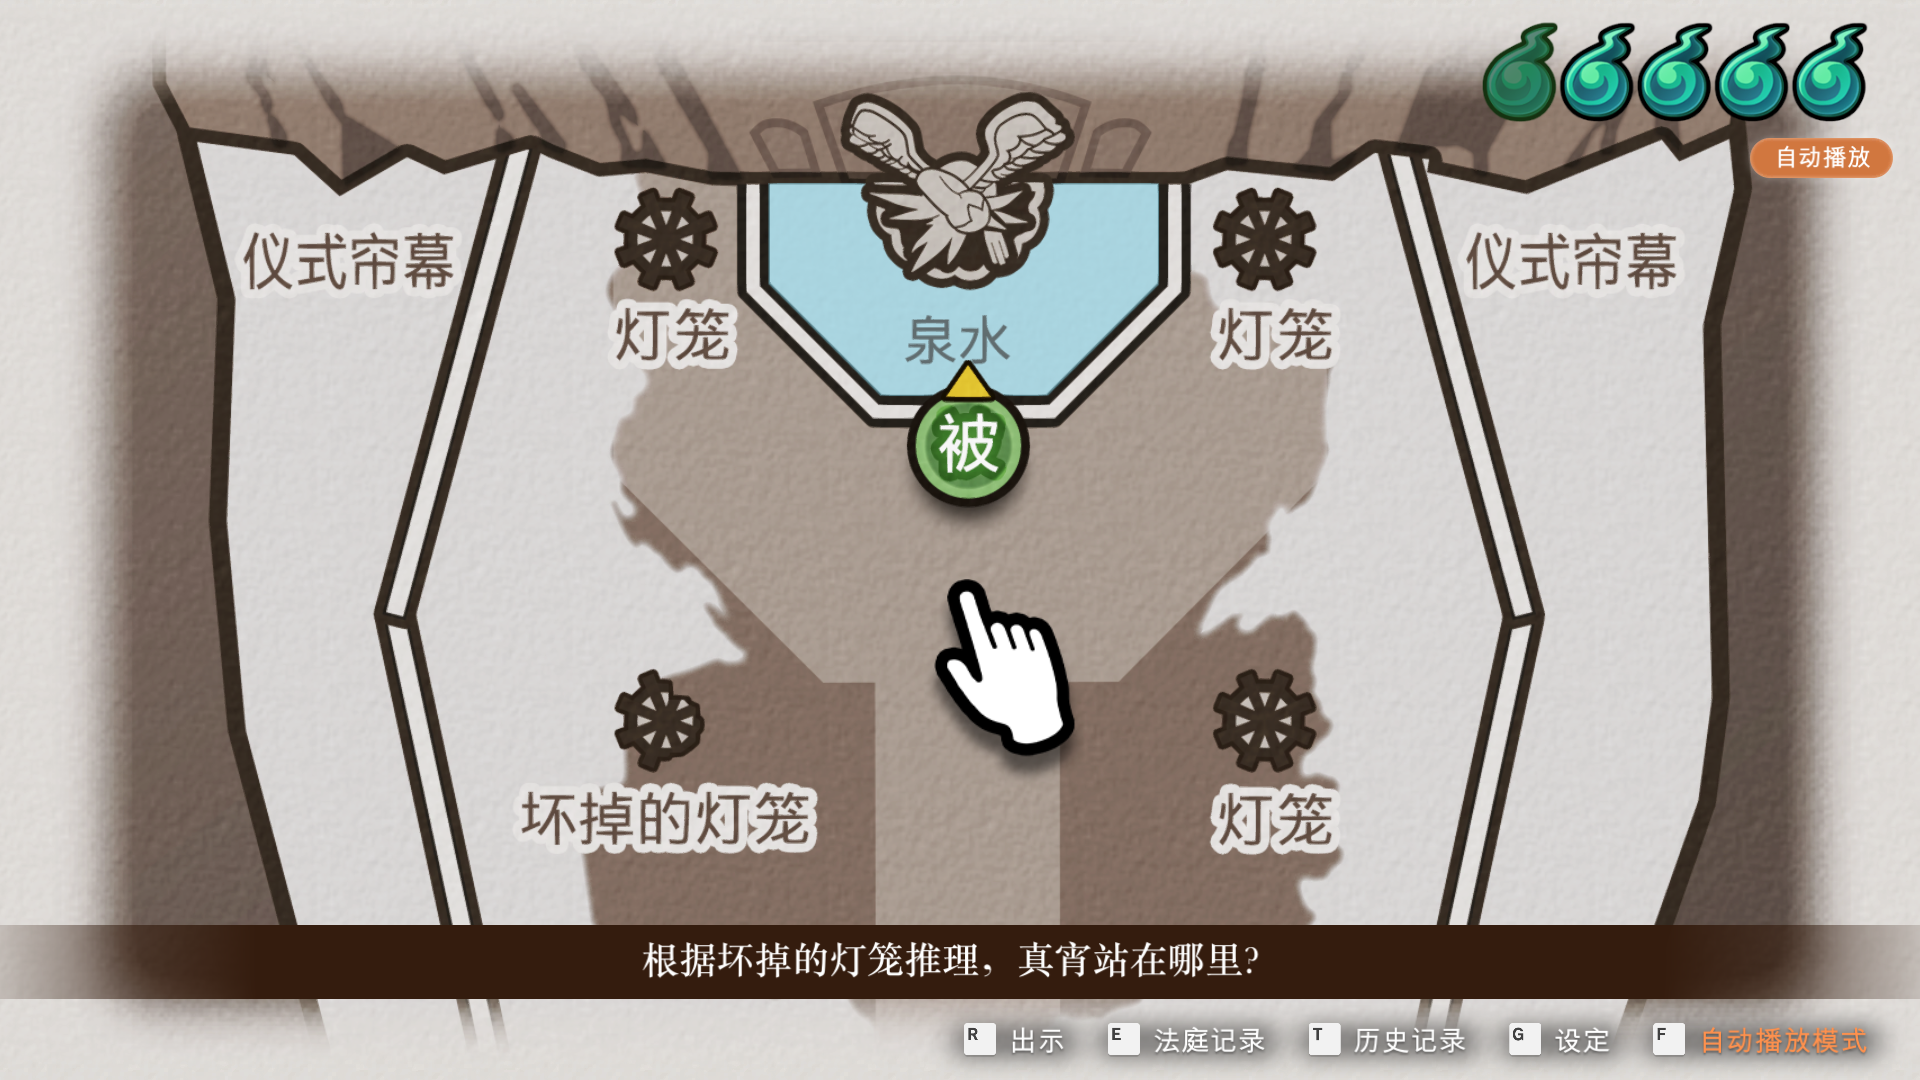 自动播放
仪式帘幕
仪式帘幕
灯笼
灯笼
泉水
被
坏掉的灯笼
灯笼
根据坏掉的灯笼推理，真宵站在哪里?
R 出示 E 法庭记录 T 历史记录 G 设定 F 自动播放模式